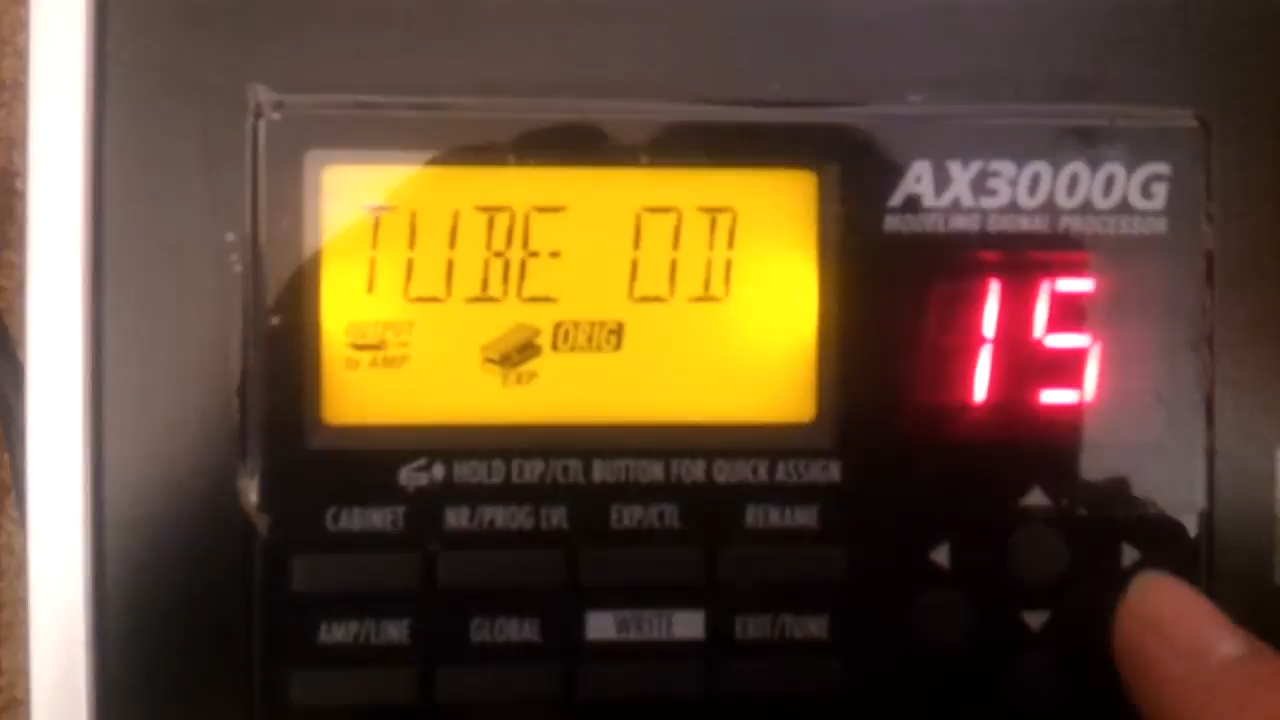 AX3000G
MODELING SIGNAL PROCESSOR
TUBE OD
15
OUTPUT
to AMP
EXP
ORIG
HOLD EXP/CTL BUTTON FOR QUICK ASSIGN
CABINET NR/PROG LVL EXP/CTL RENAME
AMP/LINE GLOBAL WRITE EXIT/TUNE